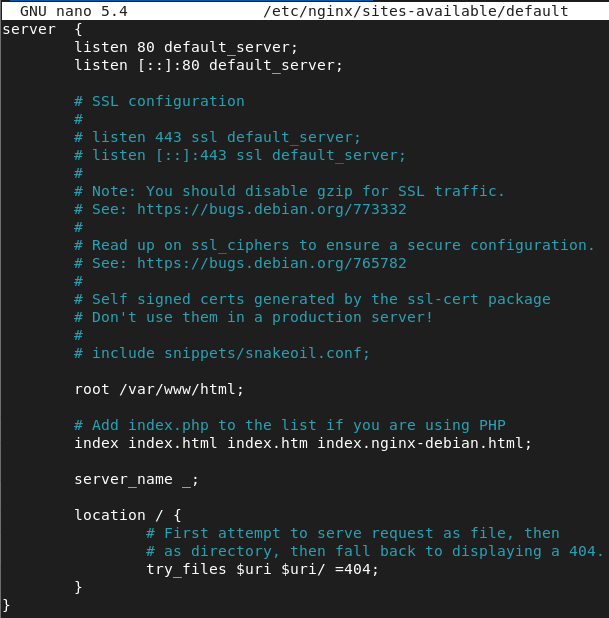 GNU nano 5.4 /etc/nginx/sites-available/default
server {
listen 80 default_server;
listen [::]:80 default_server;
# SSL configuration
#
# listen 443 ssl default_server;
# listen [::]:443 ssl default_server;
#
# Note: You should disable gzip for SSL traffic.
# See: https://bugs.debian.org/773332
#
# Read up on ssl_ciphers to ensure a secure configuration.
# See: https://bugs.debian.org/765782
#
# Self signed certs generated by the ssl-cert package
# Don't use them in a production server!
#
# include snippets/snakeoil.conf;
root /var/www/html;
# Add index.php to the list if you are using PHP
index index.html index.htm index.nginx-debian.html;
server_name _;
location / {
# First attempt to serve request as file, then
# as directory, then fall back to displaying a 404.
try_files $uri $uri/ =404;
}
}